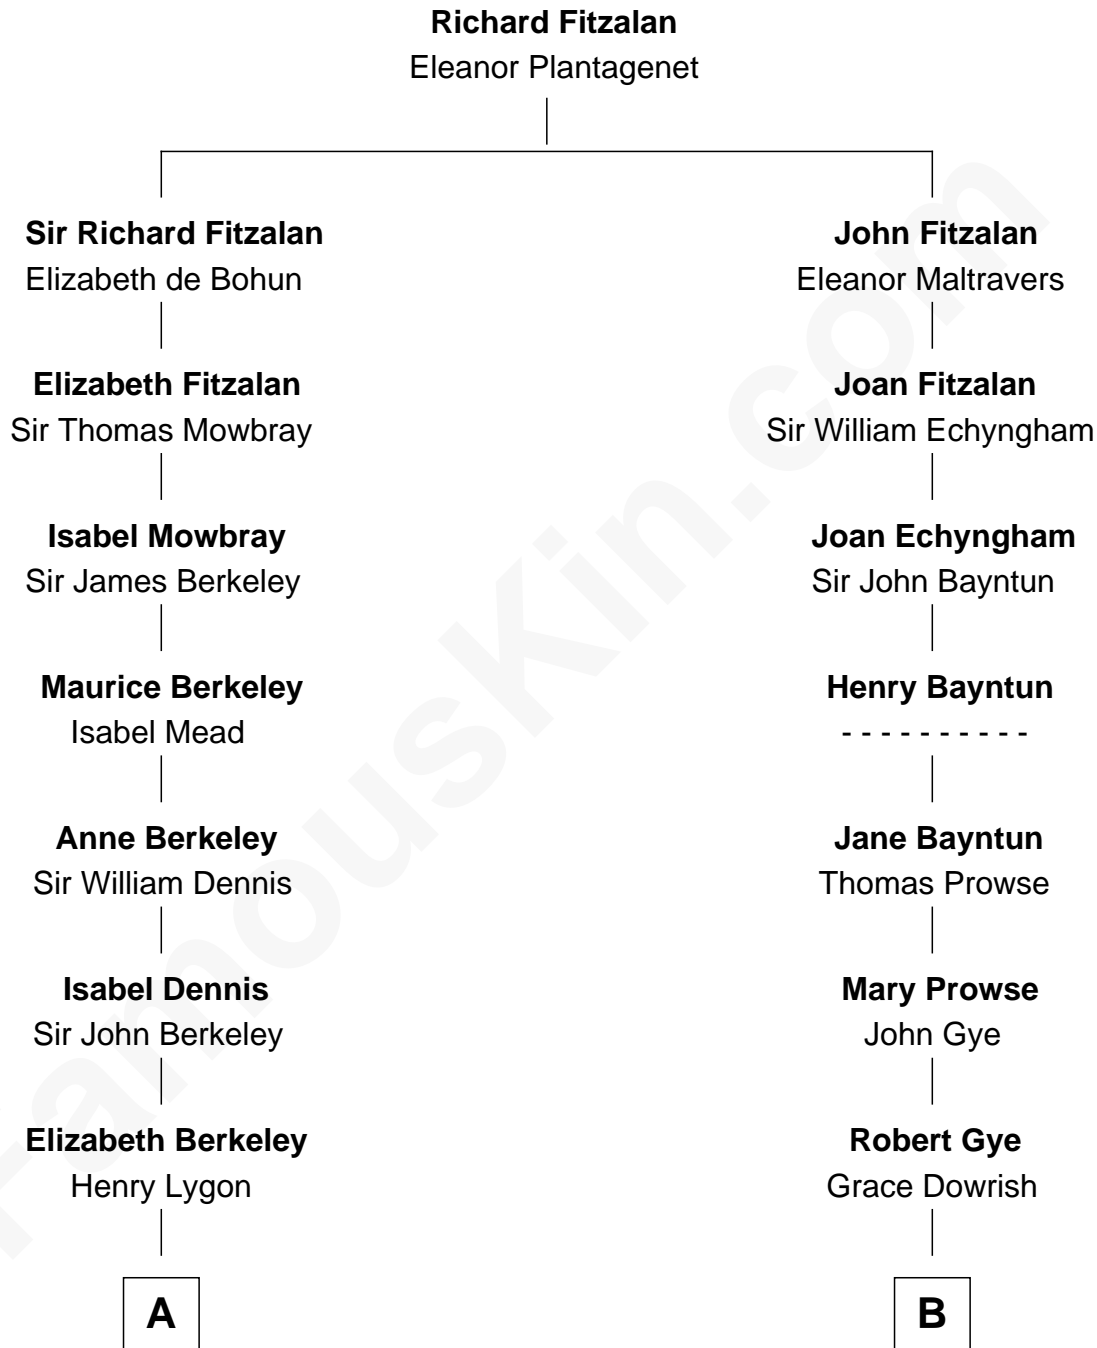 Richard Fitzalan
Eleanor Plantagenet
Sir Richard Fitzalan
Elizabeth de Bohun
Elizabeth Fitzalan
Sir Thomas Mowbray
Isabel Mowbray
Sir James Berkeley
Maurice Berkeley
Isabel Mead
Anne Berkeley
Sir William Dennis
Isabel Dennis
Sir John Berkeley
Elizabeth Berkeley
Henry Lygon
A
John Fitzalan
Eleanor Maltravers
Joan Fitzalan
Sir William Echyngham
Joan Echyngham
Sir John Bayntun
Henry Bayntun
- - - - - - - - - -
Jane Bayntun
Thomas Prowse
Mary Prowse
John Gye
Robert Gye
Grace Dowrish
B
FamousKin.com